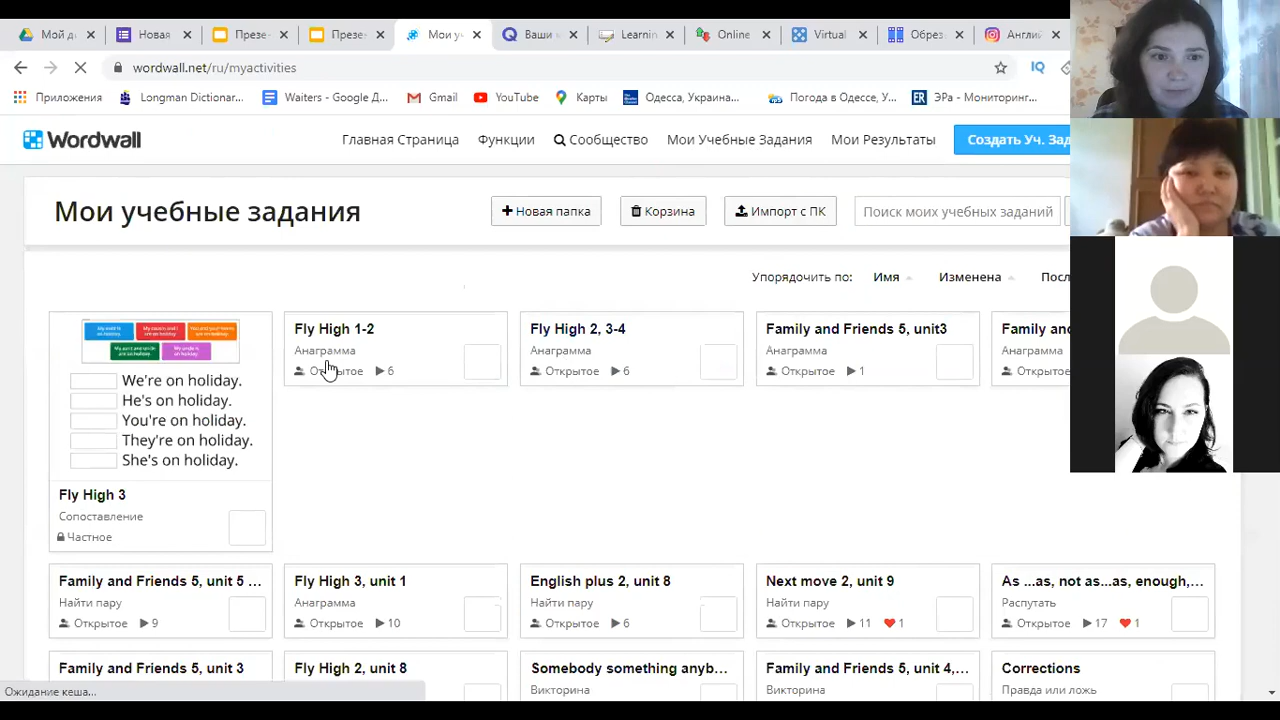 Мой д
Новая
Презе
Презе
Мои у
Ваши
Learnin
Online
Virtual
Обрез
Англи
wordwall.net/ru/myactivities
Приложения
Longman Dictionar...
Waiters - Google Д...
Gmail
YouTube
Карты
Одесса, Украина...
Погода в Одессе, У...
ЭРа - Мониторинг...
Wordwall
Главная Страница
Функции
Сообщество
Мои Учебные Задания
Мои Результаты
Создать Уч. Зад
Мои учебные задания
Новая папка
Корзина
Импорт с ПК
Поиск моих учебных заданий
Упорядочить по:
Имя
Изменена
Посл
We're on holiday.
He's on holiday.
You're on holiday.
They're on holiday.
She's on holiday.
Fly High 3
Сопоставление
Частное
Fly High 1-2
Анаграмма
Открытое 6
Fly High 2, 3-4
Анаграмма
Открытое 6
Family and Friends 5, unit3
Анаграмма
Открытое 1
Family and
Анаграмма
Открытое
Family and Friends 5, unit 5 ...
Найти пару
Открытое 9
Fly High 3, unit 1
Анаграмма
Открытое 10
English plus 2, unit 8
Найти пару
Открытое 6
Next move 2, unit 9
Найти пару
Открытое 11 1
As ...as, not as...as, enough,...
Распутать
Открытое 17 1
Family and Friends 5, unit 3
Найти пару
Fly High 2, unit 8
Somebody something anyb...
Викторина
Family and Friends 5, unit 4,...
Викторина
Corrections
Правда или ложь
Ожидание кеша...